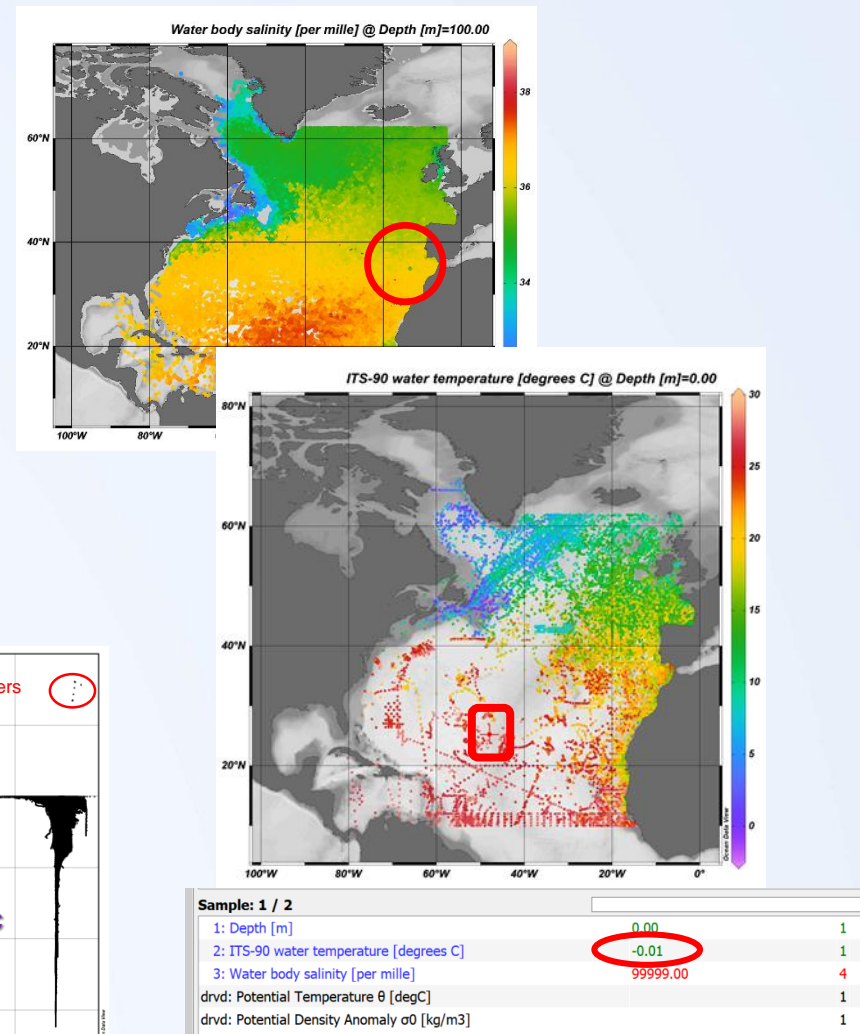 Water body salinity [per mille] @ Depth [m]=100.00
38
60°N
36
40°N
34
20°N
100°W 80°W
ITS-90 water temperature [degrees C] @ Depth [m]=0.00
80°N
30
25
60°N
20
15
40°N
10
5
20°N
0
Ocean Data View
100°W 80°W 60°W 40°W 20°W 0°
ers
Ocean Data View
Sample: 1 / 2
1: Depth [m] 0.00 1
2: ITS-90 water temperature [degrees C] -0.01 1
3: Water body salinity [per mille] 99999.00 4
drvd: Potential Temperature θ [degC] 1
drvd: Potential Density Anomaly σ0 [kg/m3] 1